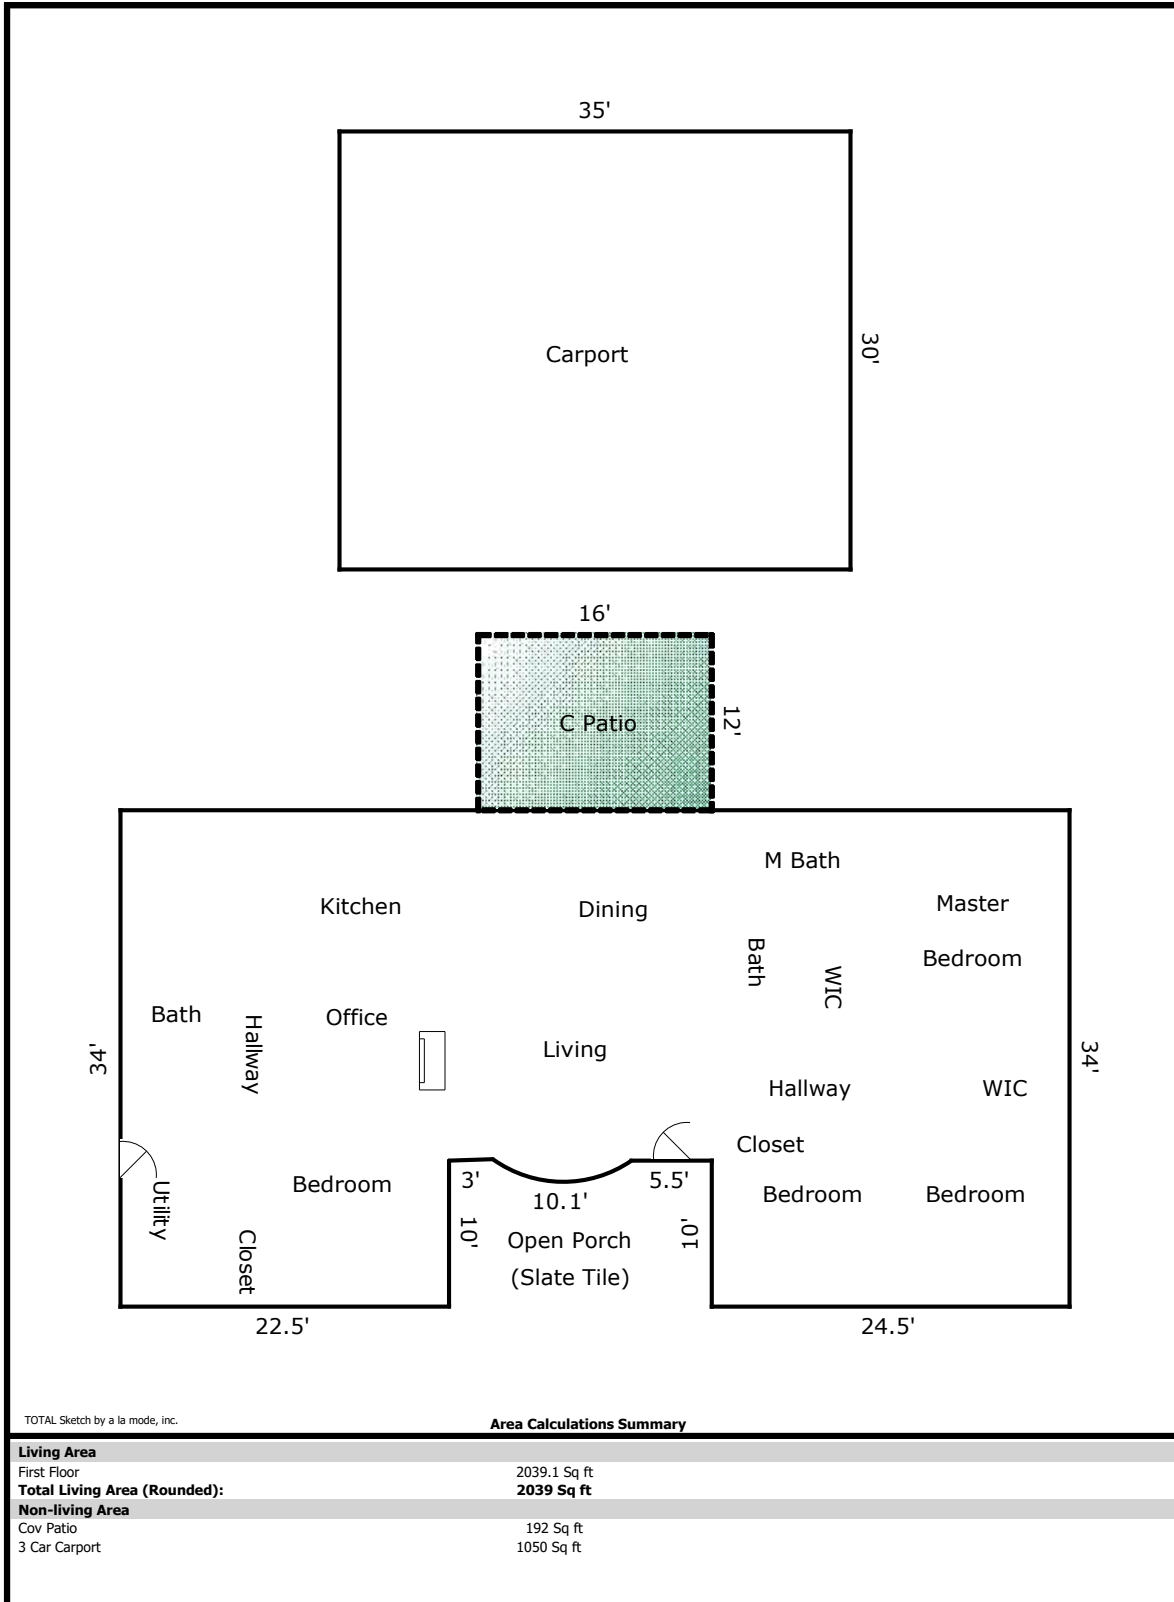 35'
Carport
30'
16'
C Patio
12'
M Bath
Kitchen
Dining
Master
Bedroom
Bath
WIC
Bath
Office
Hallway
Living
34'
34'
Hallway
WIC
Closet
3'
5.5'
Bedroom
10.1'
Bedroom
Bedroom
Utility
10'
10'
Open Porch
(Slate Tile)
Closet
22.5'
24.5'
TOTAL Sketch by a la mode, inc.
Area Calculations Summary
Living Area
First Floor 2039.1 Sq ft
Total Living Area (Rounded): 2039 Sq ft
Non-living Area
Cov Patio 192 Sq ft
3 Car Carport 1050 Sq ft